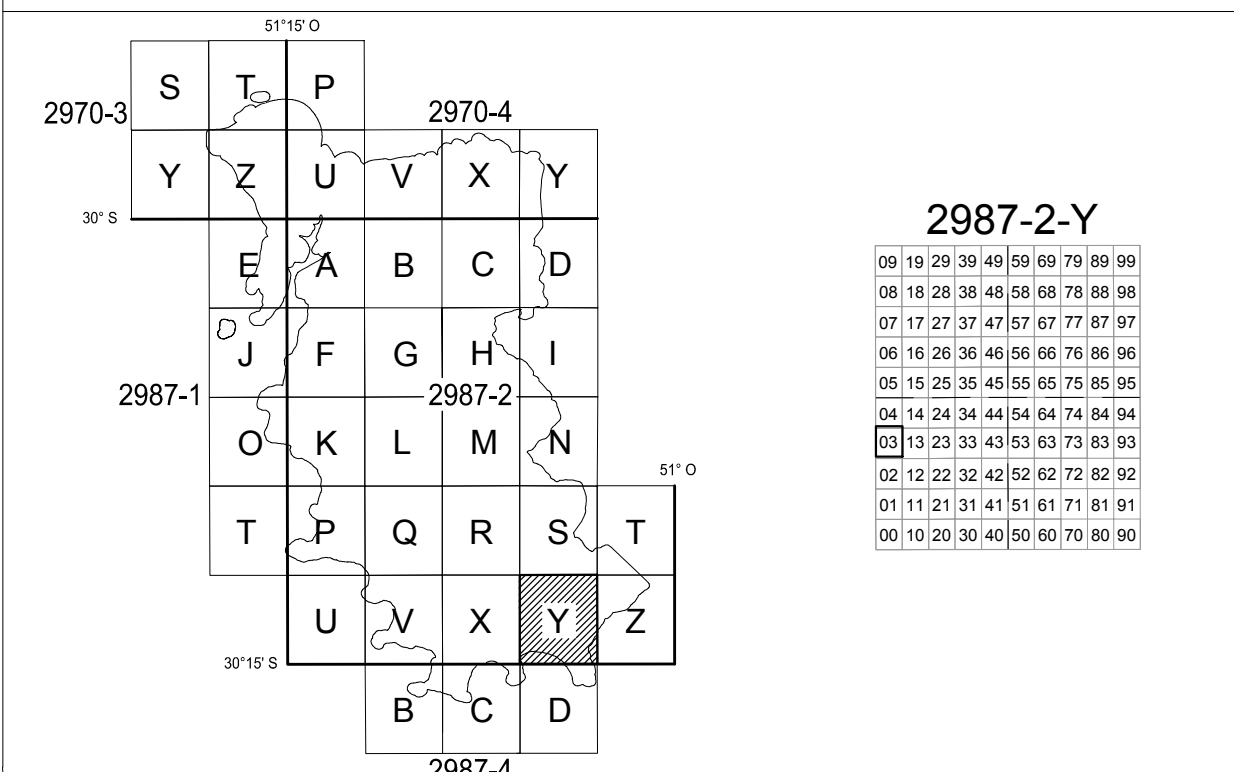 51°15' O
S T P
2970-3
2970-4
Y Z U V X Y
30° S
E A B C D
J F G H I
2987-1
2987-2
O K L M N
51° O
T P Q R S T
U V X Y Z
30°15' S
B C D
2987-4
2987-2-Y
09 19 29 39 49 59 69 79 89 99
08 18 28 38 48 58 68 78 88 98
07 17 27 37 47 57 67 77 87 97
06 16 26 36 46 56 66 76 86 96
05 15 25 35 45 55 65 75 85 95
04 14 24 34 44 54 64 74 84 94
03 13 23 33 43 53 63 73 83 93
02 12 22 32 42 52 62 72 82 92
01 11 21 31 41 51 61 71 81 91
00 10 20 30 40 50 60 70 80 90